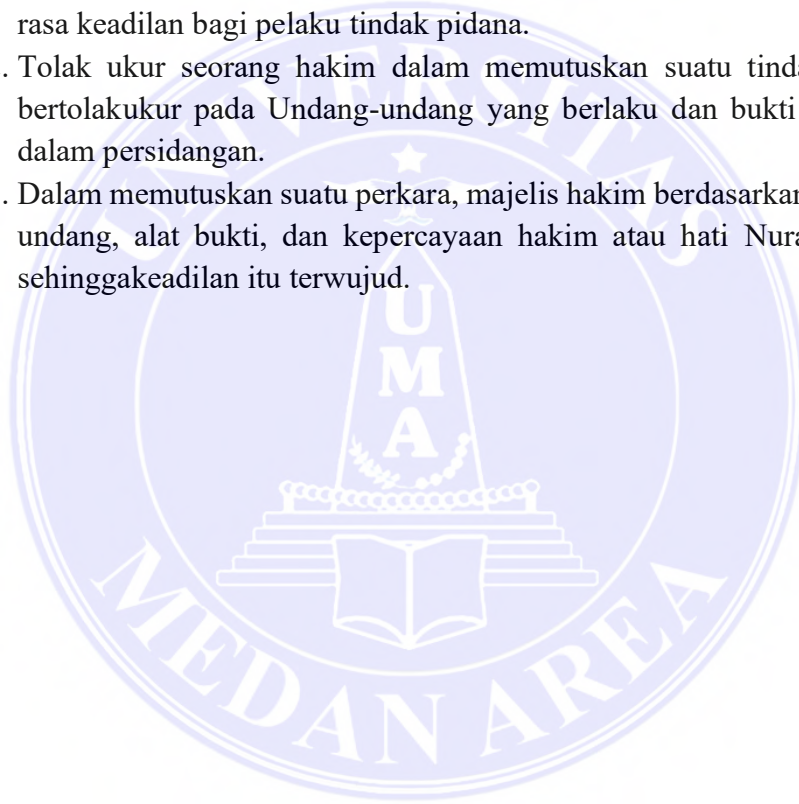 rasa keadilan bagi pelaku tindak pidana.
. Tolak ukur seorang hakim dalam memutuskan suatu tinda
bertolakukur pada Undang-undang yang berlaku dan bukti
dalam persidangan.
. Dalam memutuskan suatu perkara, majelis hakim berdasarkan
undang, alat bukti, dan kepercayaan hakim atau hati Nura
sehinggakeadilan itu terwujud.
UNIVERSITAS
UMA
MEDAN AREA